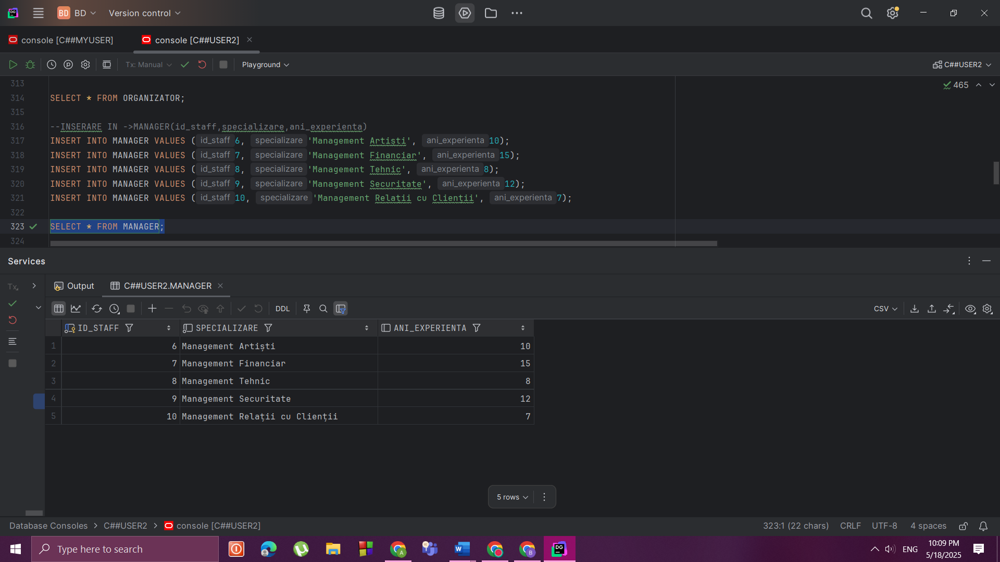 BD BD Version control
console [C##MYUSER] console [C##USER2]
Tx: Manual Playground C##USER2
313
314 SELECT * FROM ORGANIZATOR; 465
315
316 --INSERARE IN ->MANAGER(id_staff,specializare,ani_experienta)
317 INSERT INTO MANAGER VALUES ( id_staff 6, specializare 'Management Artisti', ani_experienta 10);
318 INSERT INTO MANAGER VALUES ( id_staff 7, specializare 'Management Financiar', ani_experienta 15);
319 INSERT INTO MANAGER VALUES ( id_staff 8, specializare 'Management Tehnic', ani_experienta 8);
320 INSERT INTO MANAGER VALUES ( id_staff 9, specializare 'Management Securitate', ani_experienta 12);
321 INSERT INTO MANAGER VALUES ( id_staff 10, specializare 'Management Relatii cu Clientii', ani_experienta 7);
322
323 SELECT * FROM MANAGER;
324
Services
Tx Output C##USER2.MANAGER
DDL CSV
ID_STAFF SPECIALIZARE ANI_EXPERIENTA
1 6 Management Artiști 10
2 7 Management Financiar 15
3 8 Management Tehnic 8
4 9 Management Securitate 12
5 10 Management Relații cu Clienții 7
5 rows
Database Consoles > C##USER2 > console [C##USER2] 323:1 (22 chars) CRLF UTF-8 4 spaces
Type here to search ENG 10:09 PM
5/18/2025